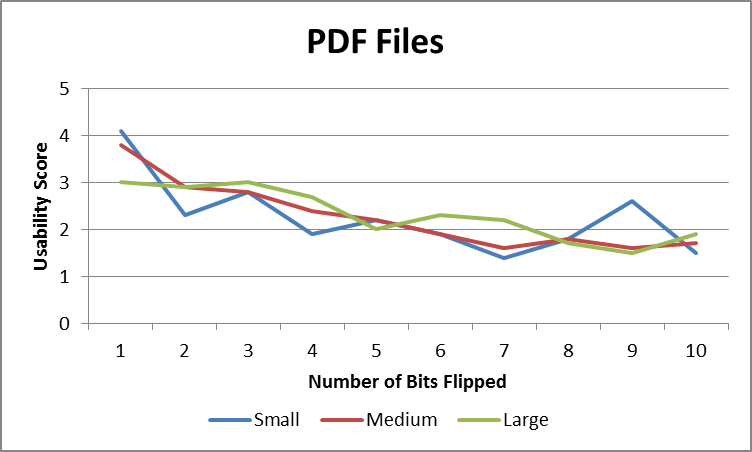 PDF Files
5
4
3
2
1
0
Usability Score
1 2 3 4 5 6 7 8 9 10
Number of Bits Flipped
Small Medium Large